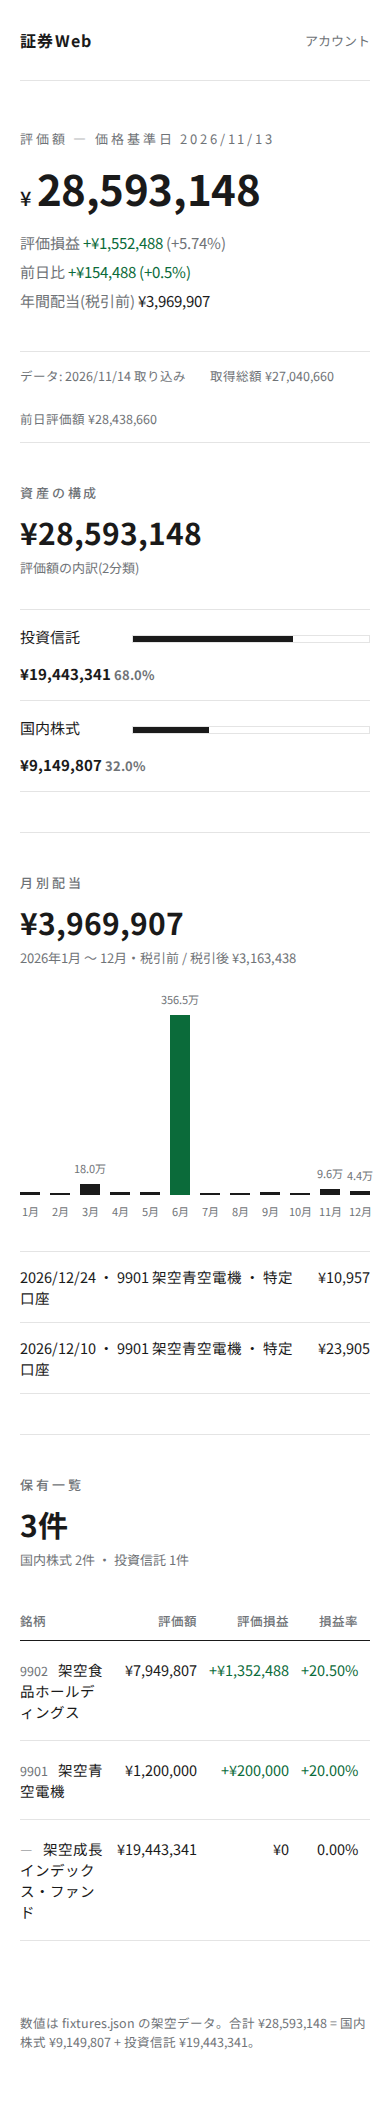 証券Web アカウント
評価額 — 価格基準日 2026/11/13
¥ 28,593,148
評価損益 +¥1,552,488 (+5.74%)
前日比 +¥154,488 (+0.5%)
年間配当(税引前) ¥3,969,907
データ: 2026/11/14 取り込み 取得総額 ¥27,040,660
前日評価額 ¥28,438,660
資産の構成
¥28,593,148
評価額の内訳(2分類)
投資信託
¥19,443,341 68.0%
国内株式
¥9,149,807 32.0%
月別配当
¥3,969,907
2026年1月 〜 12月・税引前 / 税引後 ¥3,163,438
356.5万
18.0万 9.6万 4.4万
1月 2月 3月 4月 5月 6月 7月 8月 9月 10月 11月 12月
2026/12/24 ・ 9901 架空青空電機 ・ 特定 ¥10,957
口座
2026/12/10 ・ 9901 架空青空電機 ・ 特定 ¥23,905
口座
保有一覧
3件
国内株式 2件 ・ 投資信託 1件
銘柄 評価額 評価損益 損益率
9902 架空食 ¥7,949,807 +¥1,352,488 +20.50%
品ホールデ
ィングス
9901 架空青 ¥1,200,000 +¥200,000 +20.00%
空電機
— 架空成長 ¥19,443,341 ¥0 0.00%
インデック
ス・ファン
ド
数値は fixtures.json の架空データ。合計 ¥28,593,148 = 国内
株式 ¥9,149,807 + 投資信託 ¥19,443,341。